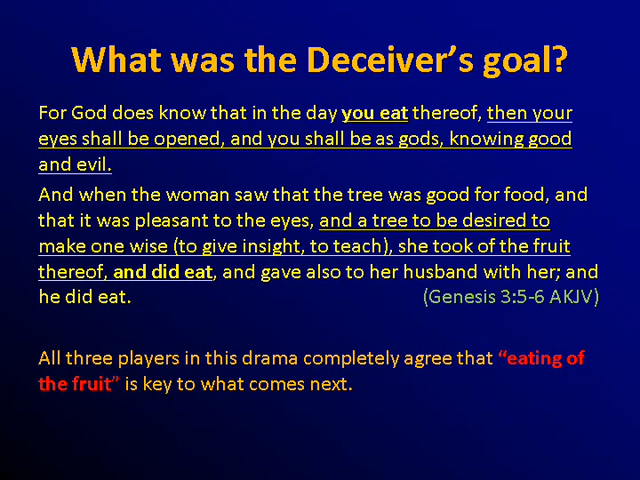 What was the Deceiver’s goal?
For God does know that in the day you eat thereof, then your
eyes shall be opened, and you shall be as gods, knowing good
and evil.
And when the woman saw that the tree was good for food, and
that it was pleasant to the eyes, and a tree to be desired to
make one wise (to give insight, to teach), she took of the fruit
thereof, and did eat, and gave also to her husband with her; and
he did eat. (Genesis 3:5-6 AKJV)
All three players in this drama completely agree that “eating of
the fruit” is key to what comes next.